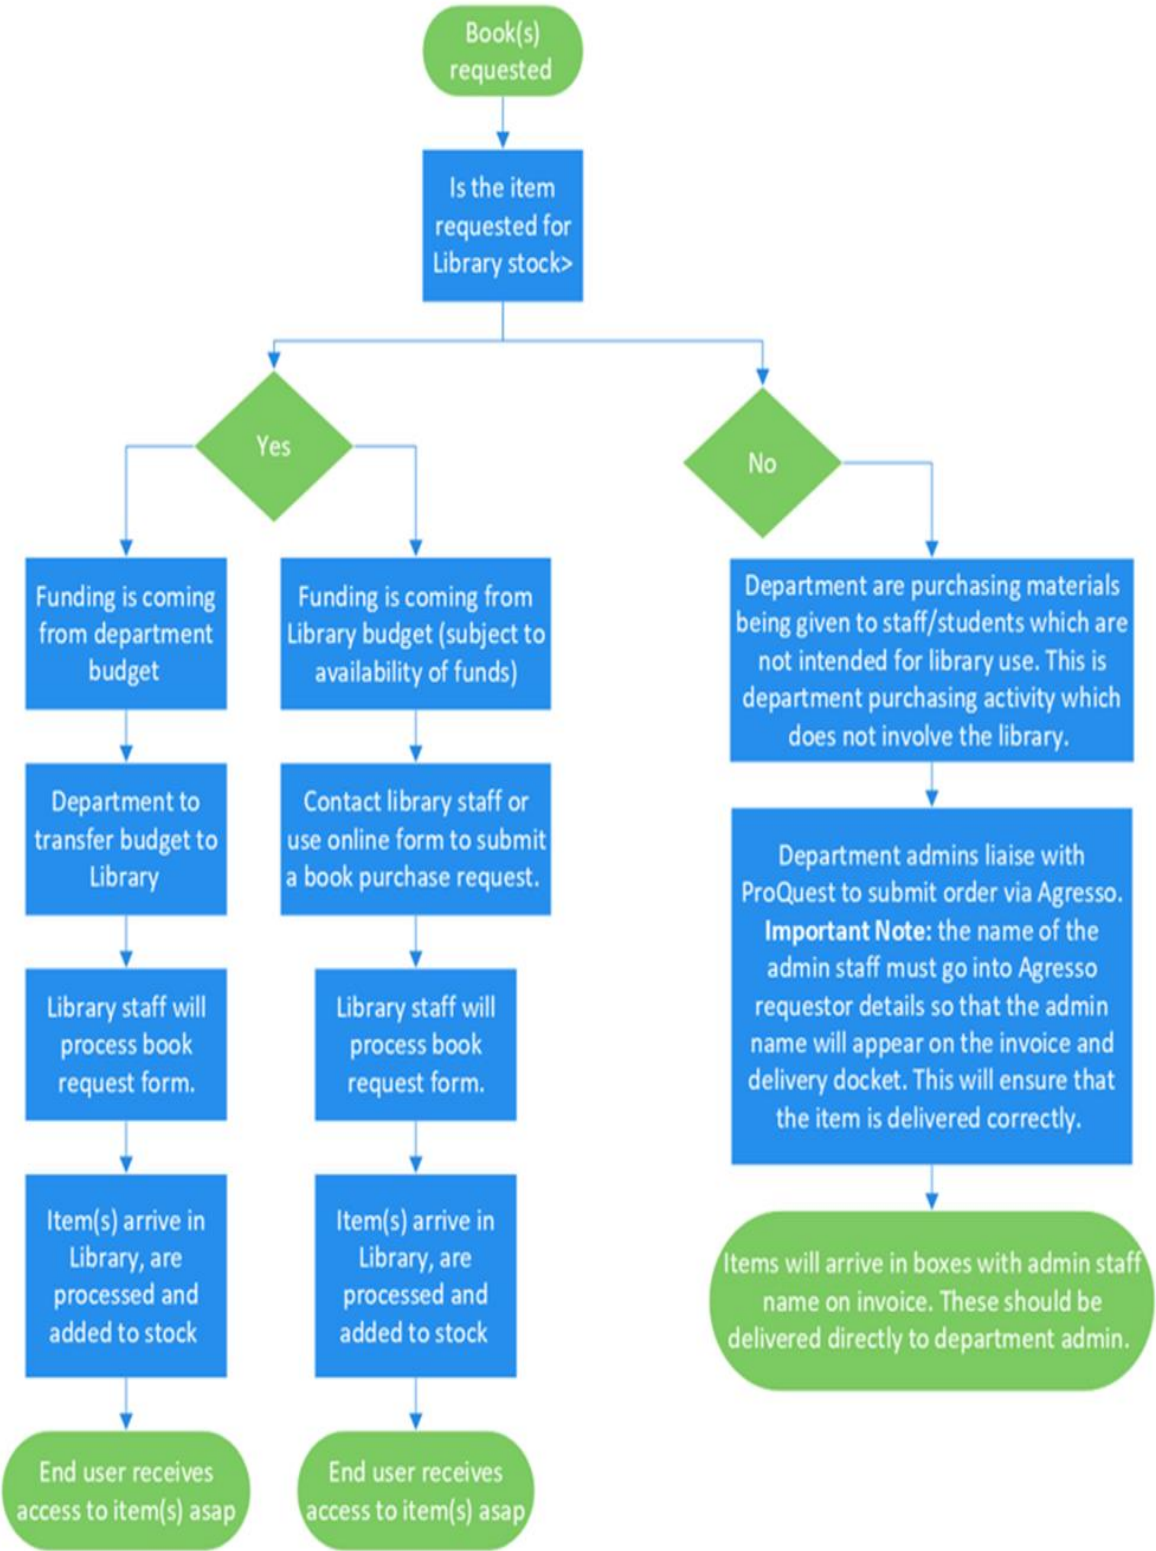 Book(s)
requested
Is the item
requested for
Library stock>
Yes
No
Funding is coming
from department
budget
Funding is coming from
Library budget (subject to
availability of funds)
Department are purchasing materials
being given to staff/students which are
not intended for library use. This is
department purchasing activity which
does not involve the library.
Department to
transfer budget to
Library
Contact library staff or
use online form to submit
a book purchase request.
Department admins liaise with
ProQuest to submit order via Agresso.
Important Note: the name of the
admin staff must go into Agresso
requestor details so that the admin
name will appear on the invoice and
delivery docket. This will ensure that
the item is delivered correctly.
Library staff will
process book
request form.
Library staff will
process book
request form.
Item(s) arrive in
Library, are
processed and
added to stock
Item(s) arrive in
Library, are
processed and
added to stock
Items will arrive in boxes with admin staff
name on invoice. These should be
delivered directly to department admin.
End user receives
access to item(s) asap
End user receives
access to item(s) asap